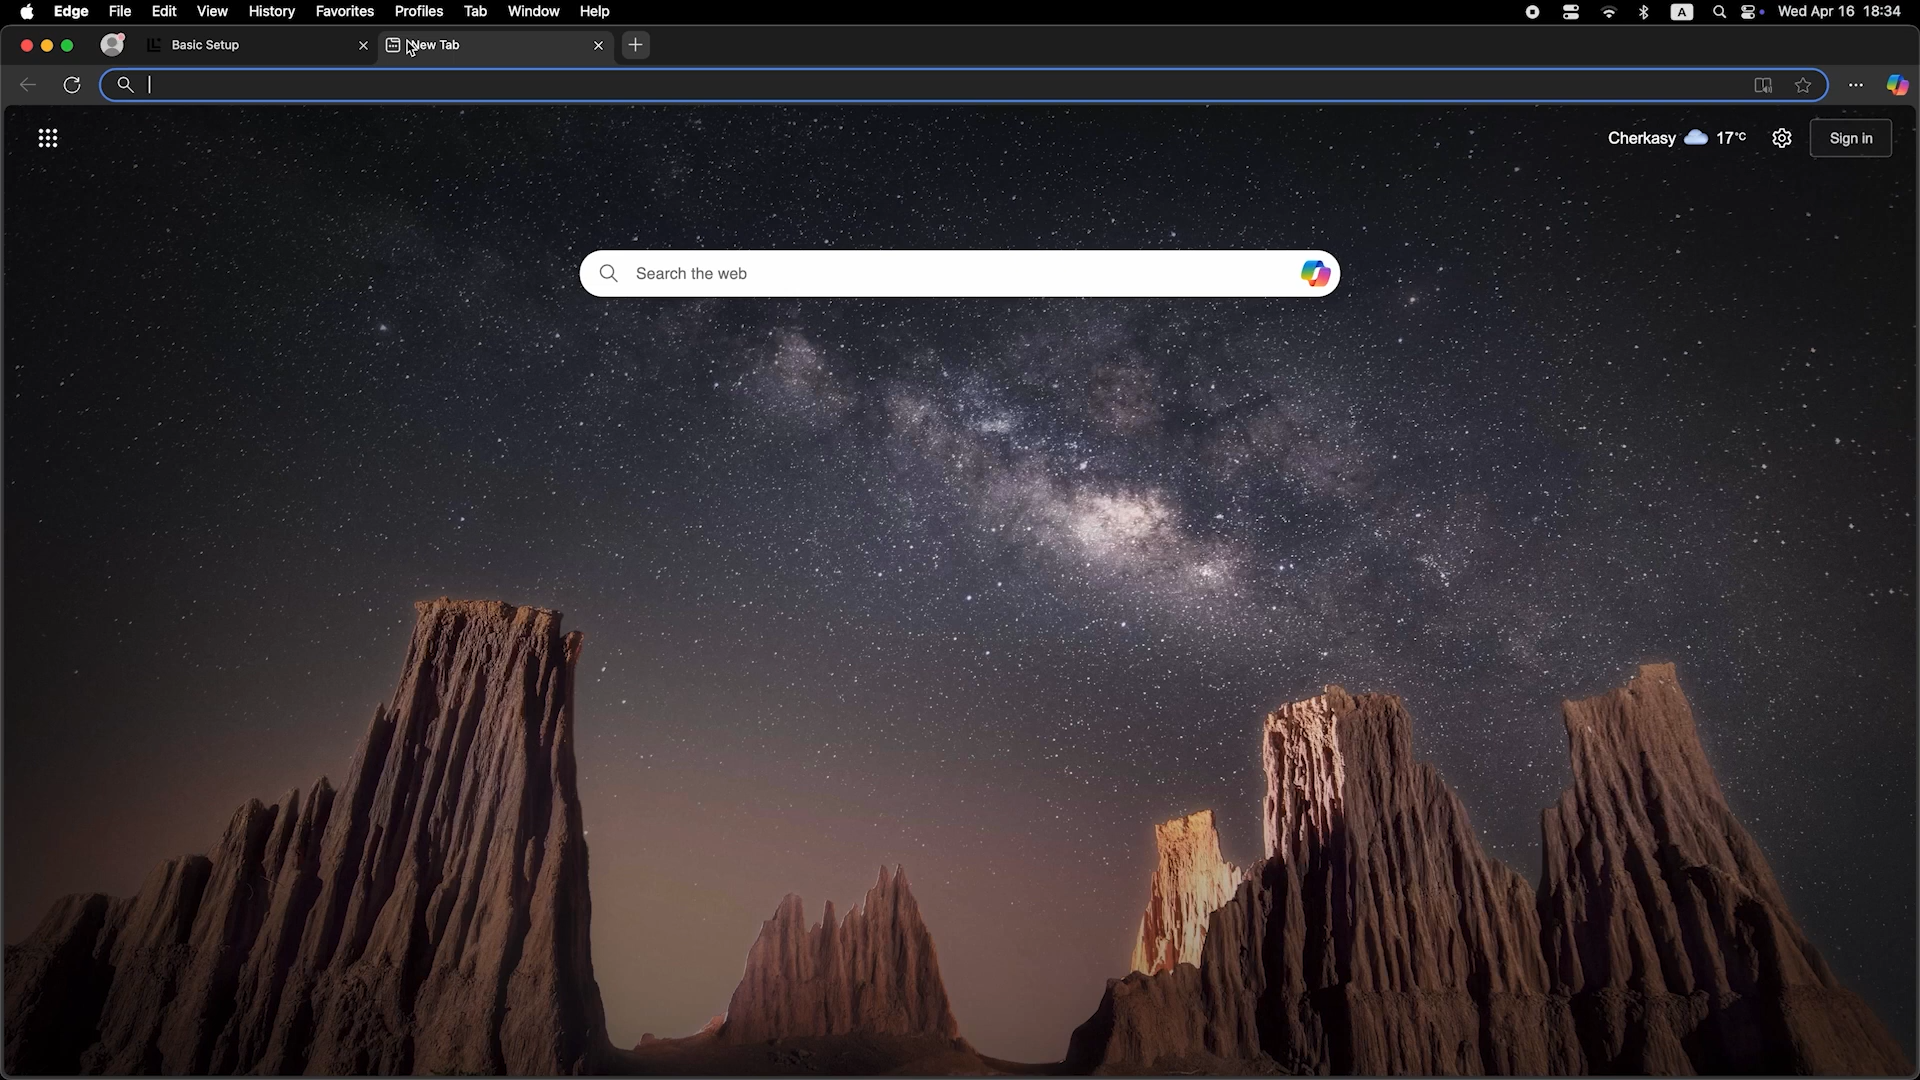 Edge File Edit View History Favorites Profiles Tab Window Help A Wed Apr 16 18:34
Basic Setup New Tab
Cherkasy 17°C Sign in
Search the web